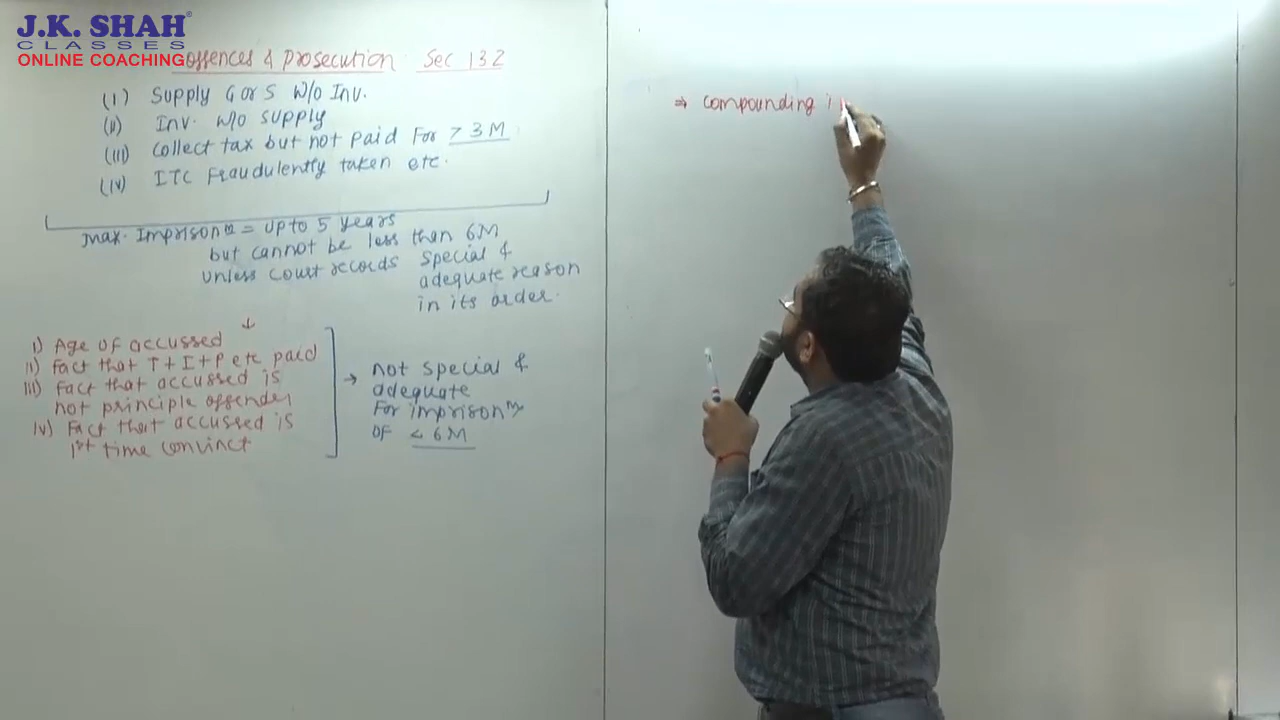 J.K. SHAH®
CLASSES
ONLINE COACHING
offences & Prosecution Sec 132
(i) Supply G or S W/o Inv.
(ii) Inv. W/o supply
(iii) collect tax but not paid For > 3M
(iv) ITC Fraudulently taken etc.
max. Imprison^m = upto 5 years
but cannot be less than 6M
unless court records special &
adequate reason
in its order.
i) Age of accussed
ii) Fact that T+I+P etc paid
iii) Fact that accussed is
not principle offender
iv) Fact that accussed is
1st time convinct
→ not special &
adequate
For imprison^m
of < 6M
⇒ compounding i